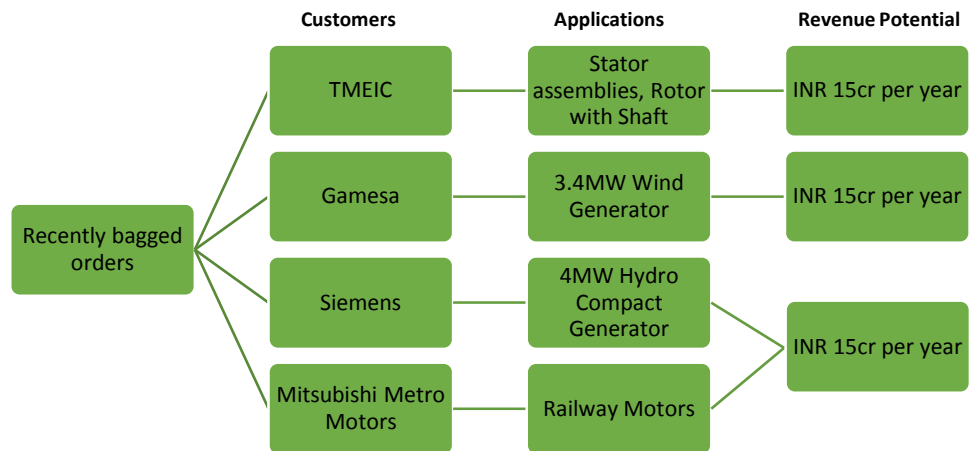 Customers
Applications
Revenue Potential
Recently bagged
orders
TMEIC
Stator
assemblies, Rotor
with Shaft
INR 15cr per year
Gamesa
3.4MW Wind
Generator
INR 15cr per year
Siemens
4MW Hydro
Compact
Generator
INR 15cr per year
Mitsubishi Metro
Motors
Railway Motors